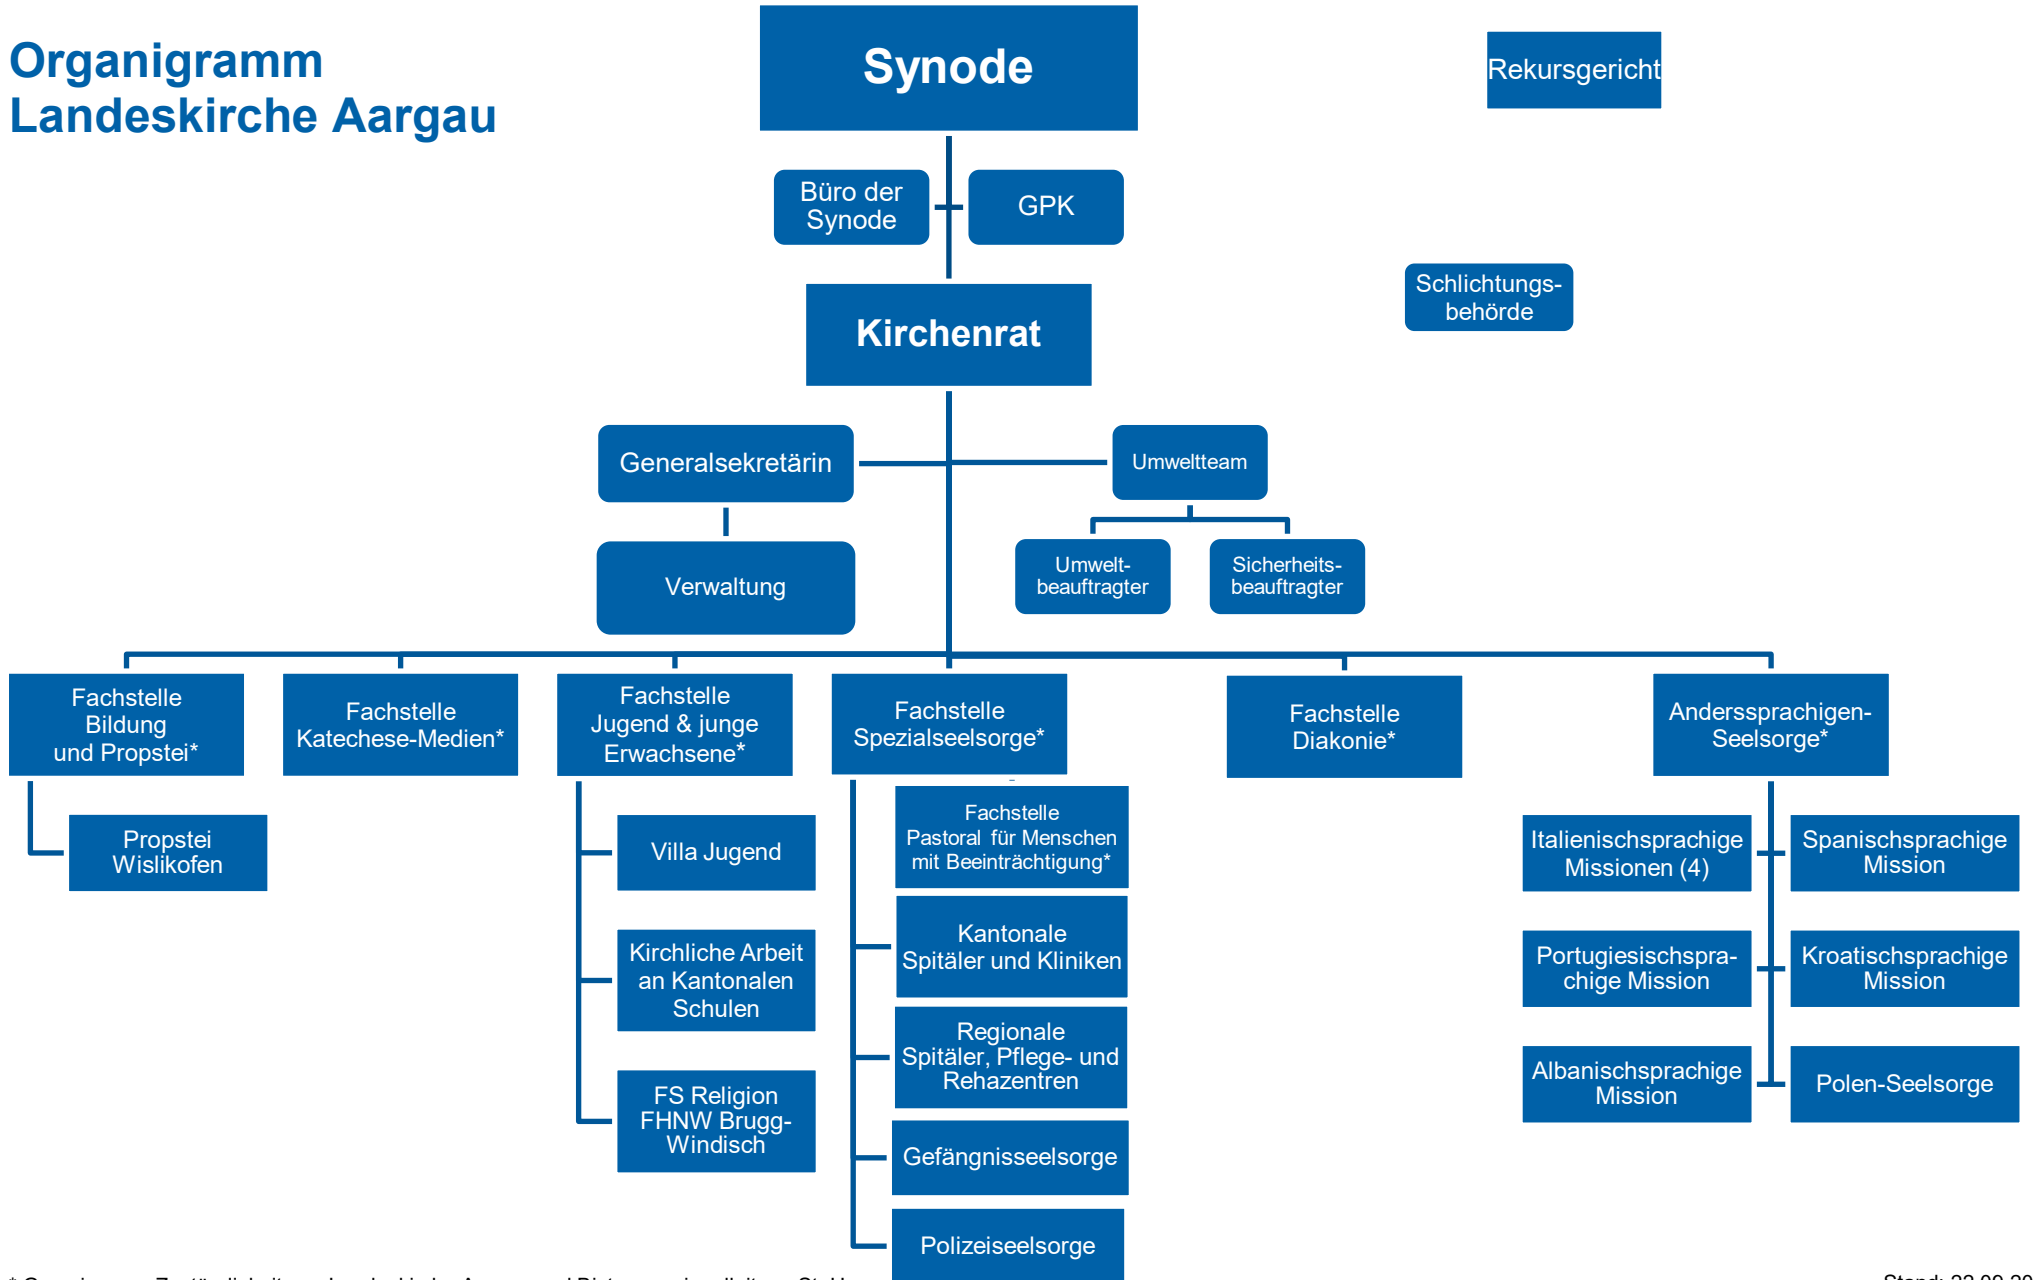 Organigramm
Landeskirche Aargau
Synode
Rekursgericht
Büro der
Synode
GPK
Schlichtungs-
behörde
Kirchenrat
Generalsekretärin
Umweltteam
Verwaltung
Umwelt-
beauftragter
Sicherheits-
beauftragter
Fachstelle
Bildung
und Propstei*
Fachstelle
Katechese-Medien*
Fachstelle
Jugend & junge
Erwachsene*
Fachstelle
Spezialseelsorge*
Fachstelle
Diakonie*
Anderssprachigen-
Seelsorge*
Propstei
Wislikofen
Villa Jugend
Kirchliche Arbeit
an Kantonalen
Schulen
FS Religion
FHNW Brugg-
Windisch
Fachstelle
Pastoral für Menschen
mit Beeinträchtigung*
Kantonale
Spitäler und Kliniken
Regionale
Spitäler, Pflege- und
Rehazentren
Gefängnisseelsorge
Polizeiseelsorge
Italienischsprachige
Missionen (4)
Spanischsprachige
Mission
Portugiesischspra-
chige Mission
Kroatischsprachige
Mission
Albanischsprachige
Mission
Polen-Seelsorge